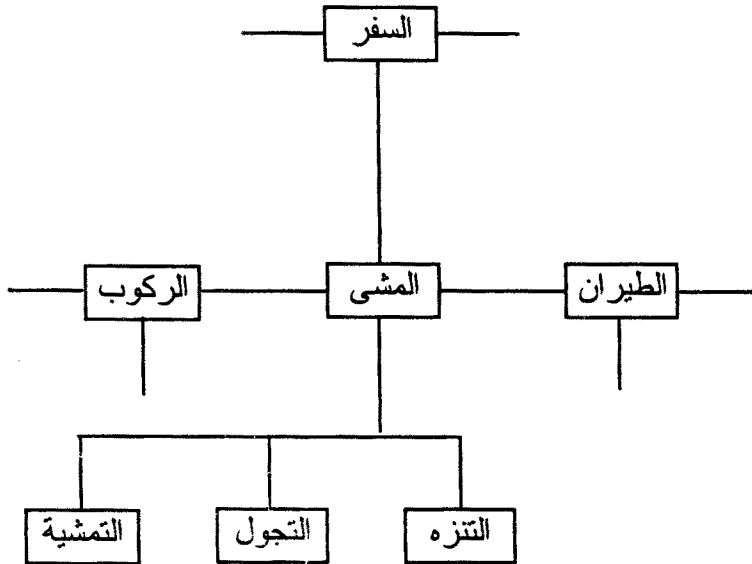 السفر
الطيران
المشى
الركوب
التنزه
التجول
التمشية